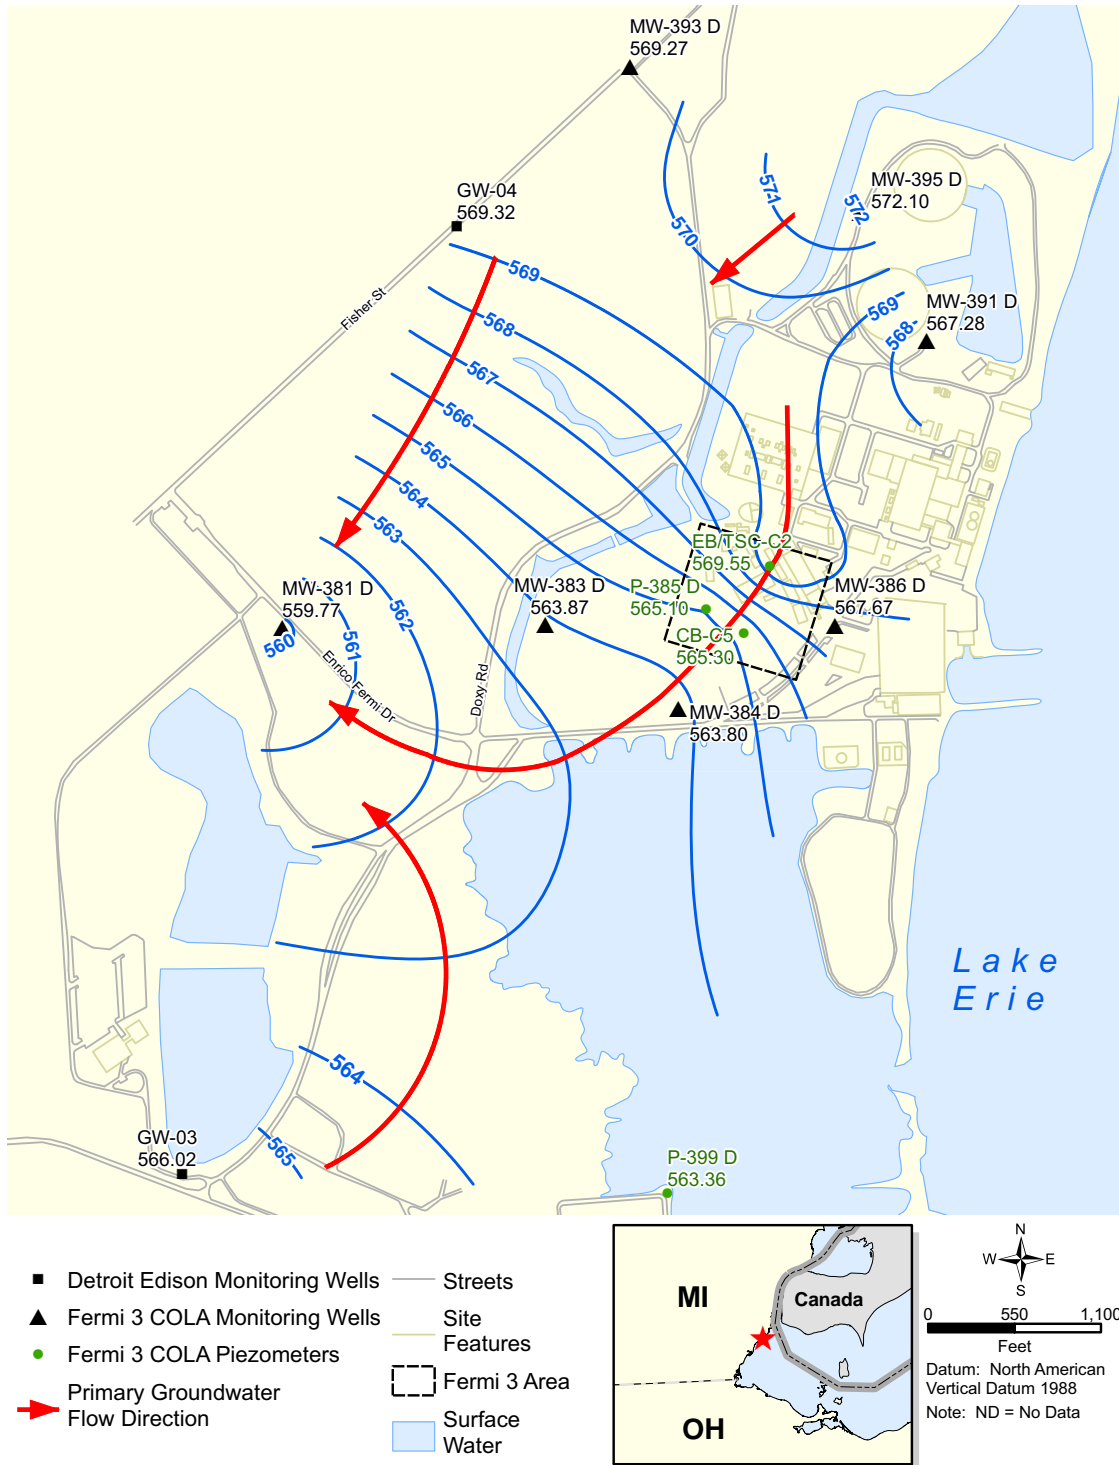 MW-393 D
569.27
GW-04
569.32
MW-395 D
572.10
571
572
570
569
MW-391 D
567.28
569
568
Fisher St
568
567
566
565
564
563
562
561
560
EB/TSC-C2
569.55
P-385 D
565.10
CB-C5
565.30
MW-381 D
559.77
MW-383 D
563.87
MW-386 D
567.67
MW-384 D
563.80
Enrico Fermi Dr
Doxy Rd
Lake
Erie
564
565
GW-03
566.02
P-399 D
563.36
Detroit Edison Monitoring Wells
Fermi 3 COLA Monitoring Wells
Fermi 3 COLA Piezometers
Primary Groundwater
Flow Direction
Streets
Site
Features
Fermi 3 Area
Surface
Water
MI
Canada
OH
N
W E
S
0 550 1,100
Feet
Datum: North American
Vertical Datum 1988
Note: ND = No Data